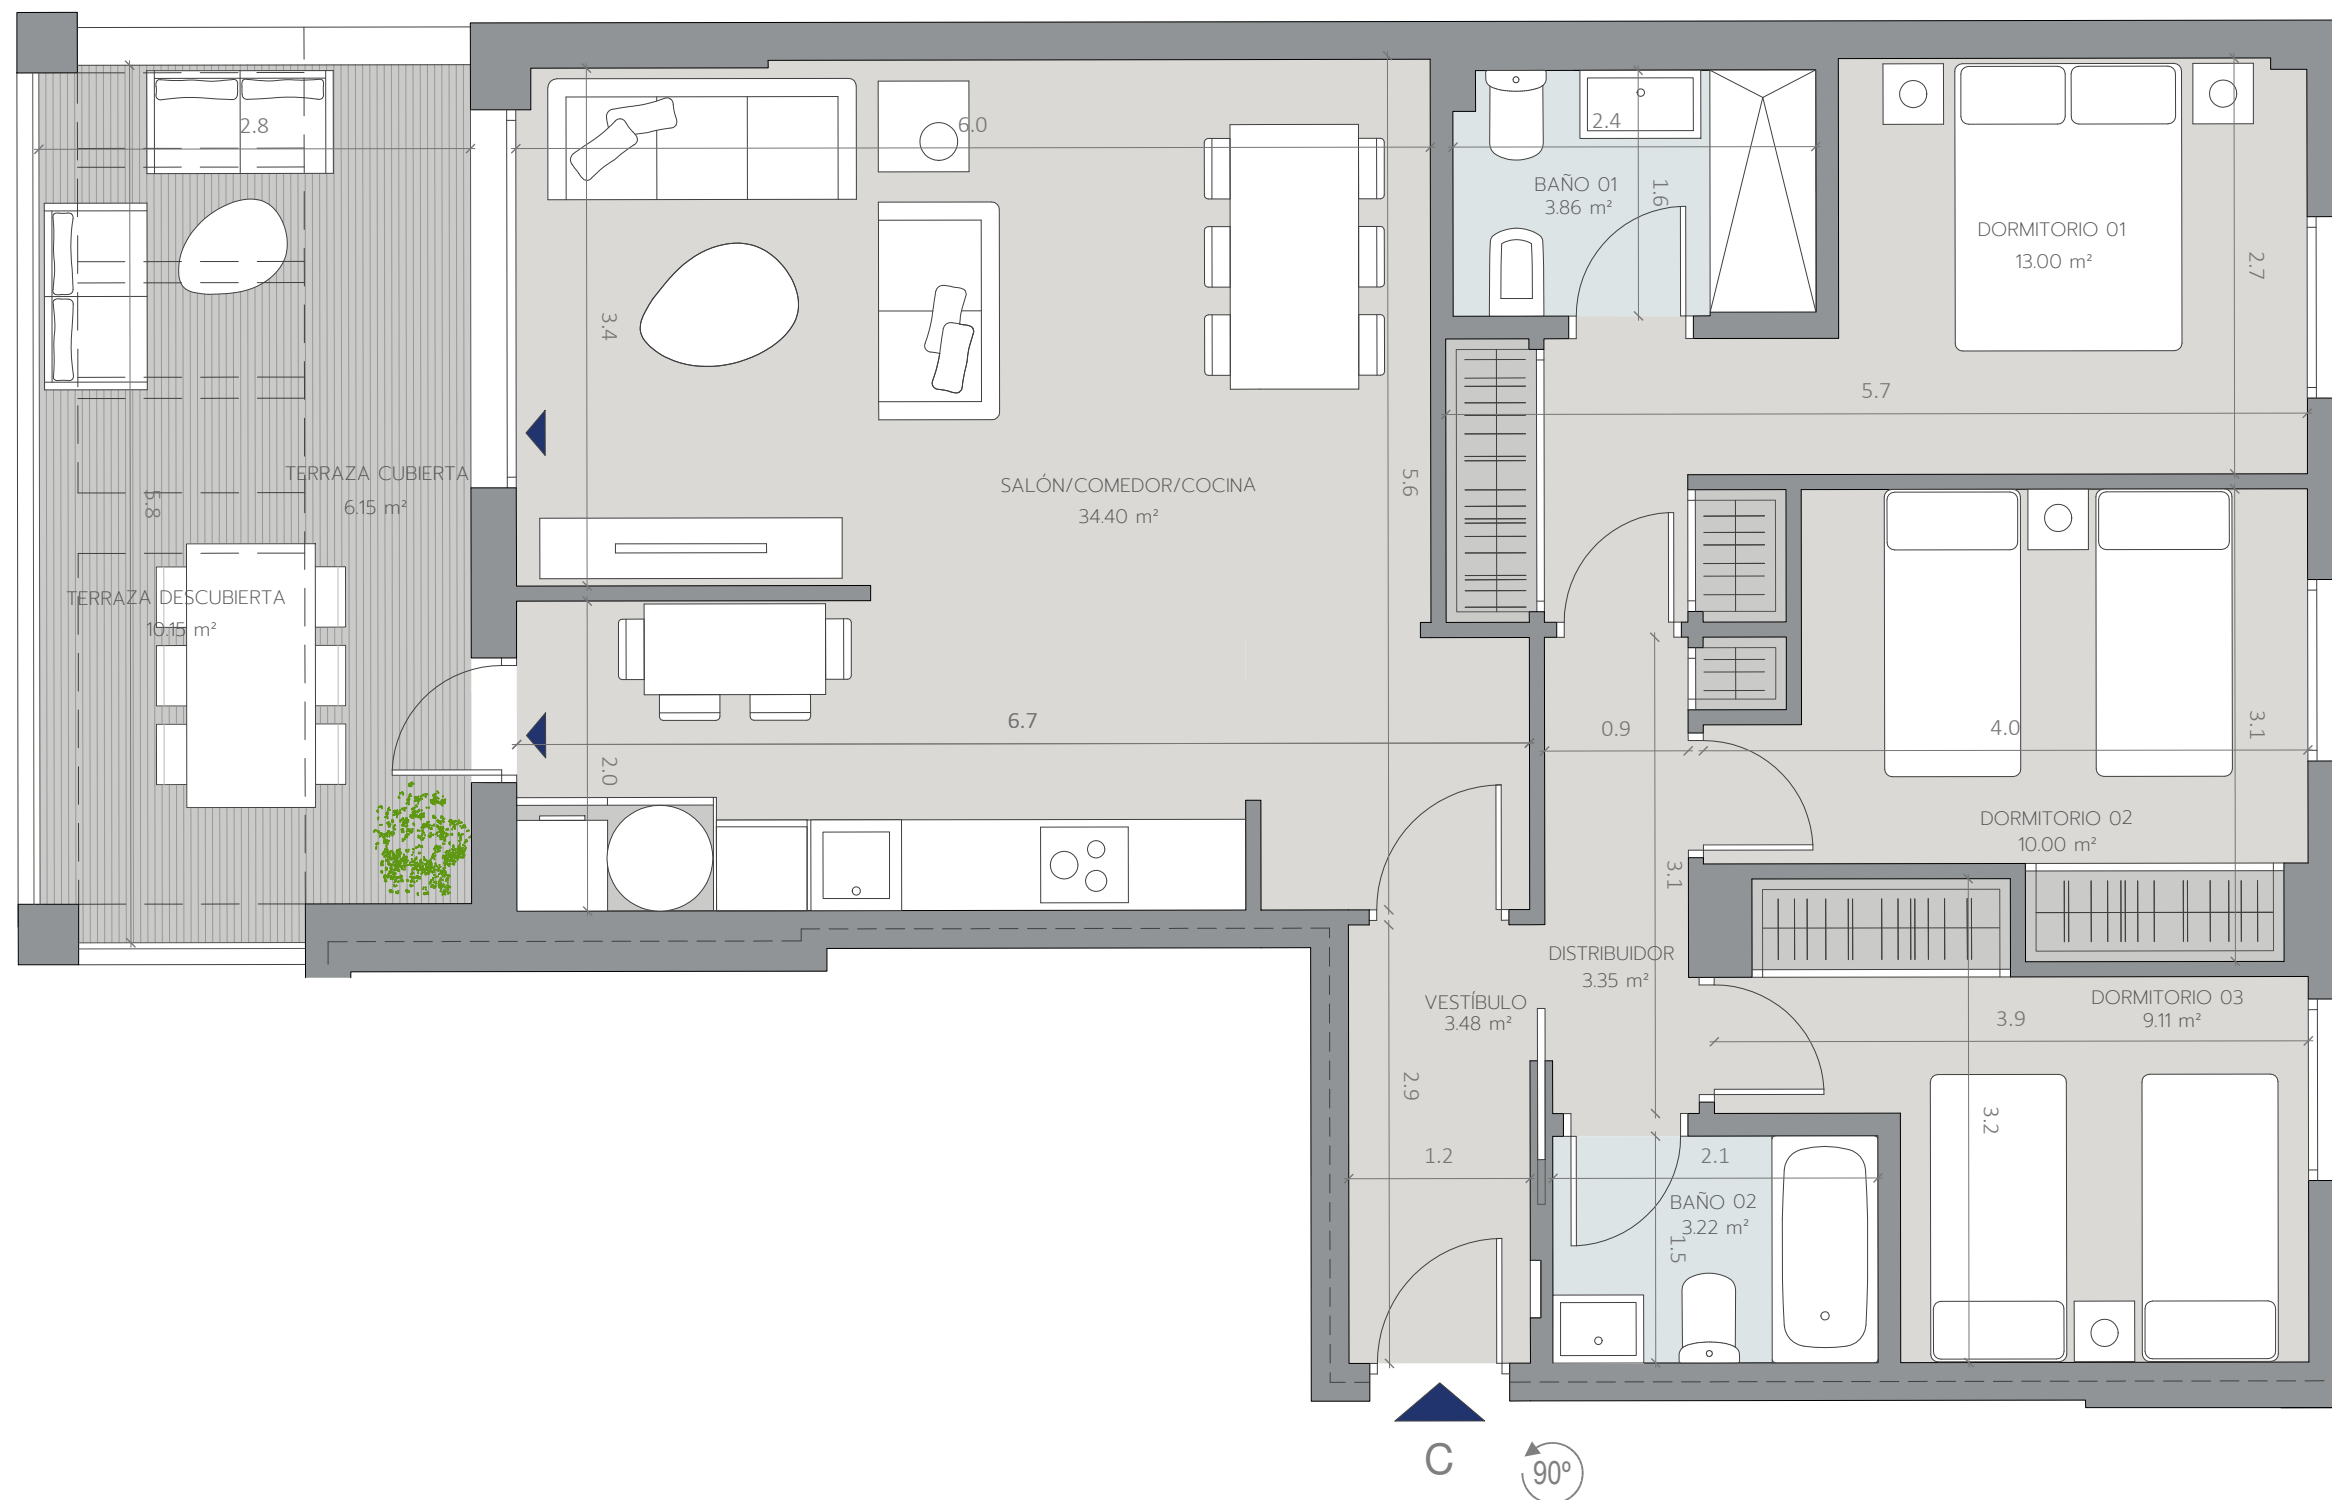 2.8
6.0
2.4
BAÑO 01
3.86 m²
1.6
DORMITORIO 01
13.00 m²
2.7
3.4
5.7
TERRAZA CUBIERTA
6.15 m²
5.8
SALÓN/COMEDOR/COCINA
34.40 m²
5.6
TERRAZA DESCUBIERTA
10.15 m²
6.7
2.0
0.9
4.0
3.1
DORMITORIO 02
10.00 m²
3.1
DISTRIBUIDOR
3.35 m²
VESTÍBULO
3.48 m²
DORMITORIO 03
9.11 m²
3.9
2.9
3.2
1.2
2.1
BAÑO 02
3.22 m²
1.5
C
90º